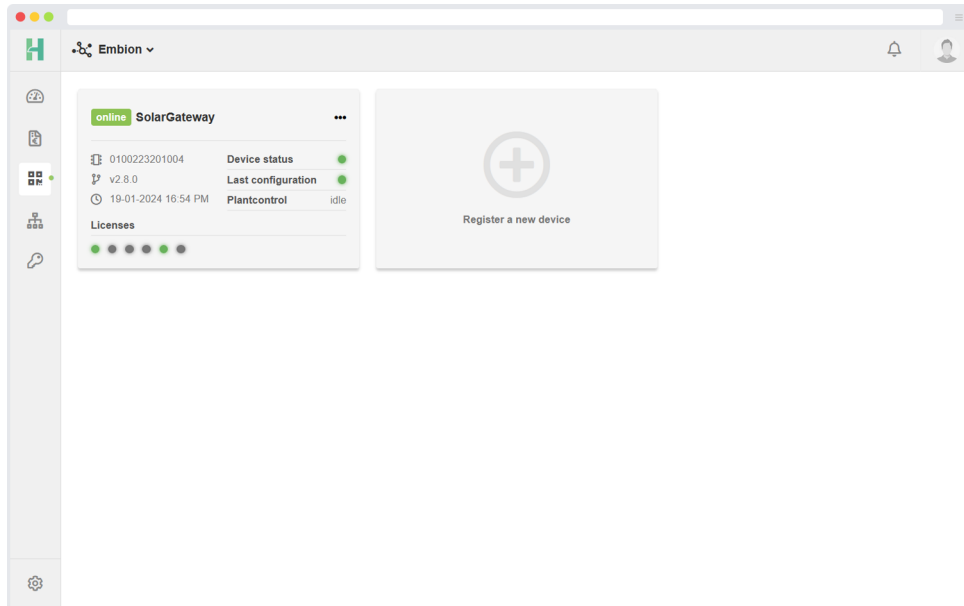 H
Embion
online SolarGateway
0100223201004
Device status
v2.8.0
Last configuration
19-01-2024 16:54 PM
Plantcontrol idle
Licenses
Register a new device